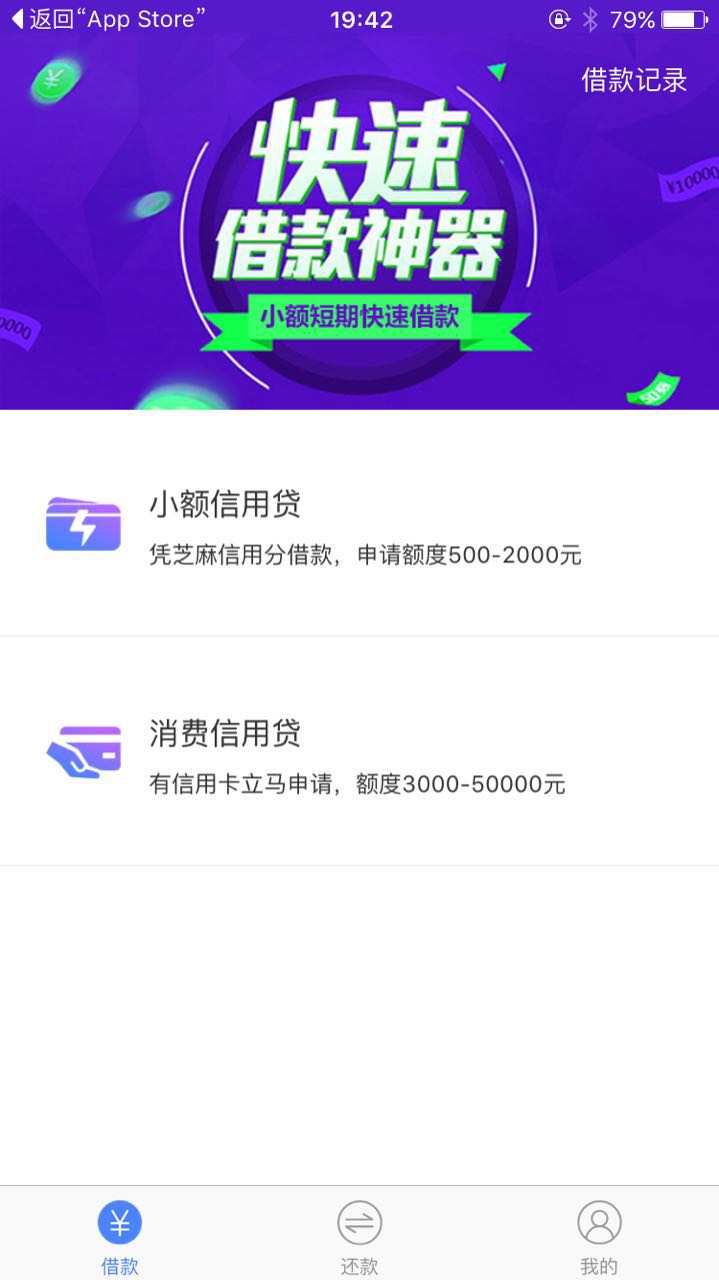 返回“App Store”
19:42
79%
借款记录
快速
借款神器
小额短期快速借款
¥
¥10000
0000
50券
小额信用贷
凭芝麻信用分借款，申请额度500-2000元
消费信用贷
有信用卡立马申请，额度3000-50000元
¥
借款
还款
我的